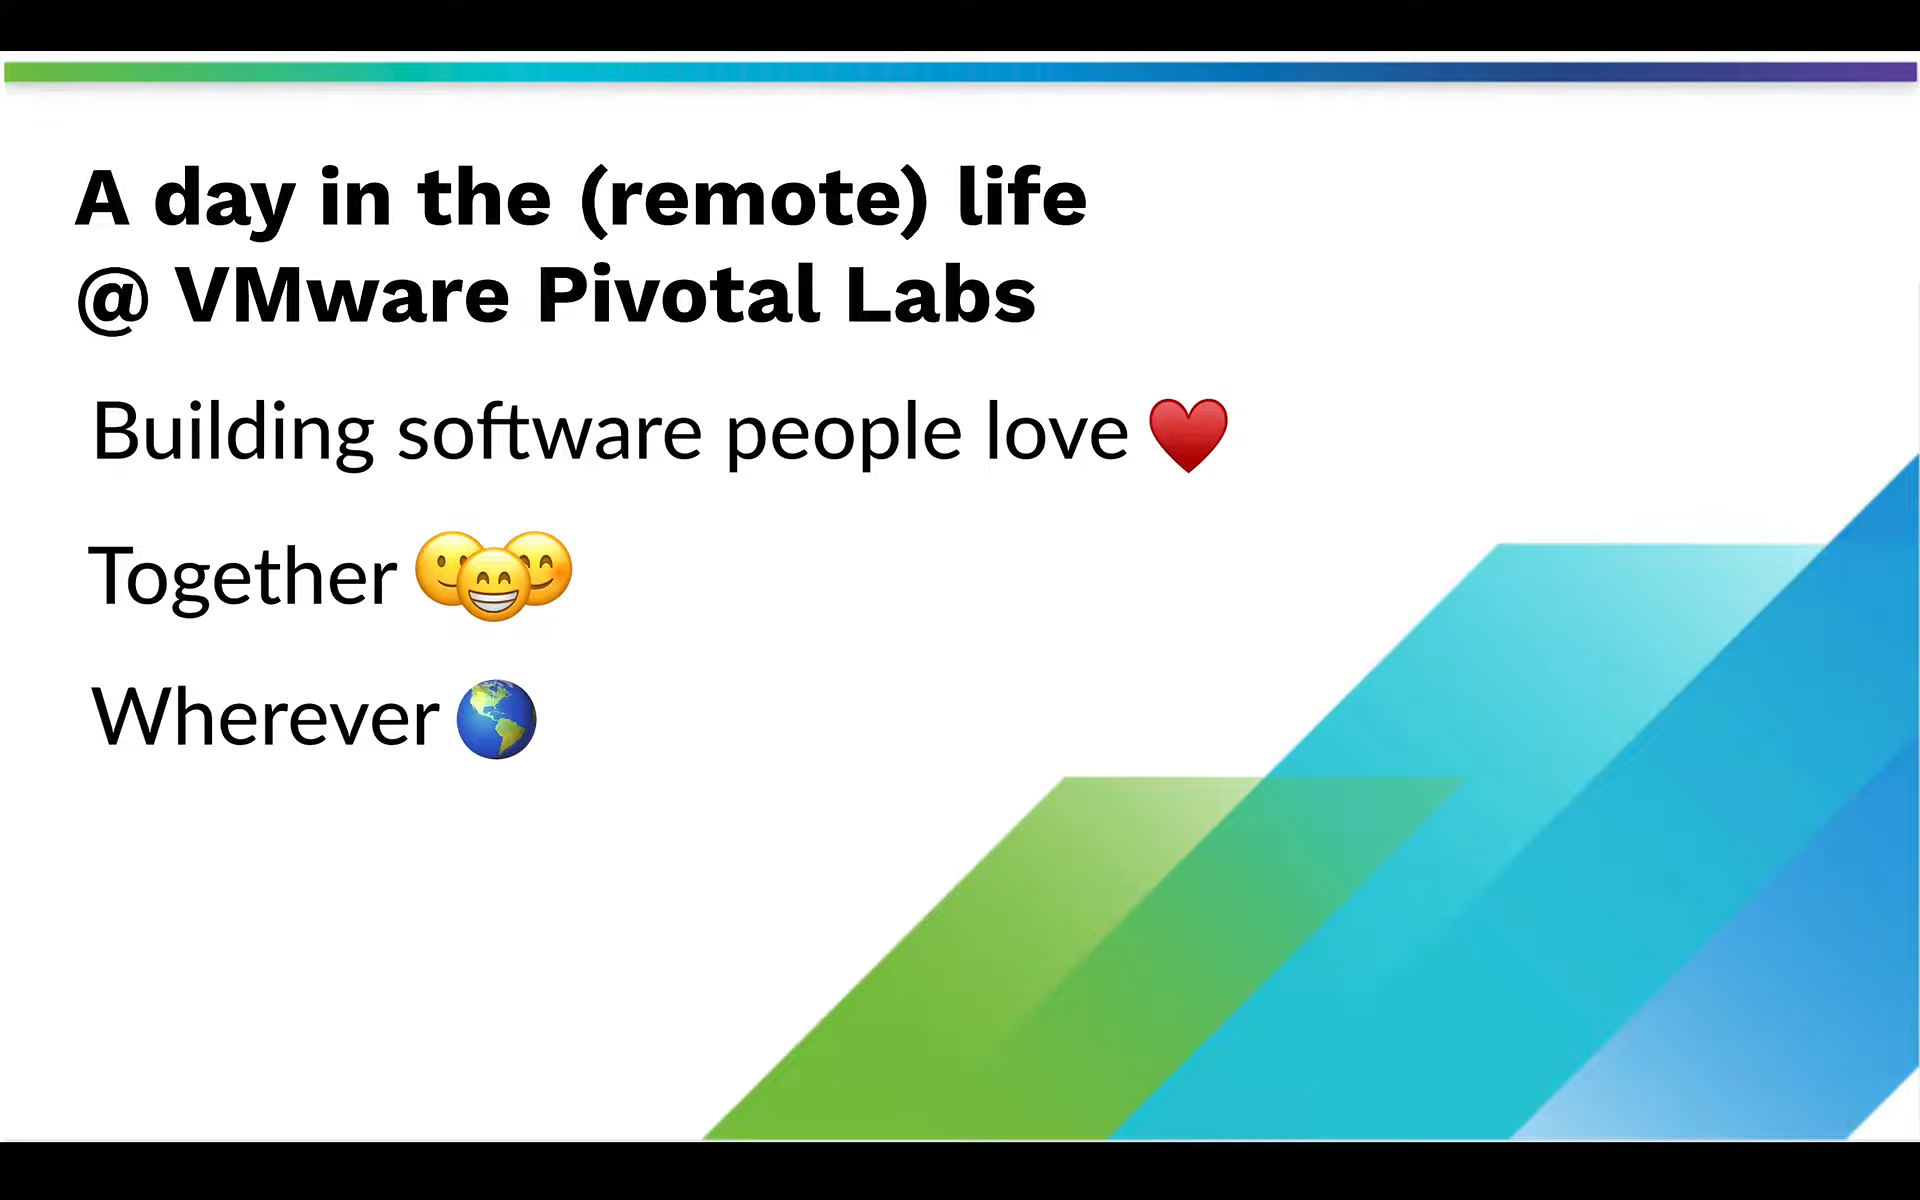 A day in the (remote) life
@ VMware Pivotal Labs
Building software people love ♥️
Together 🙂😊😁
Wherever 🌎